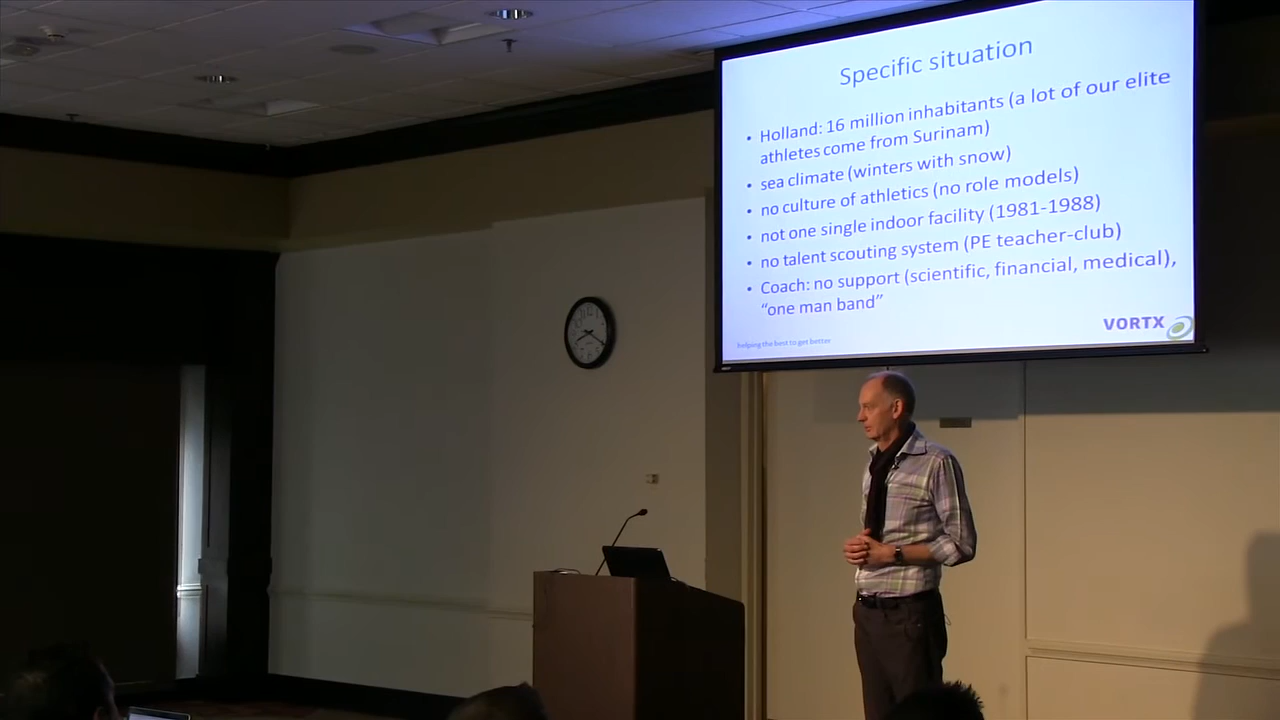 Specific situation
• Holland: 16 million inhabitants (a lot of our elite
athletes come from Surinam)
• sea climate (winters with snow)
• no culture of athletics (no role models)
• not one single indoor facility (1981-1988)
• no talent scouting system (PE teacher-club)
• Coach: no support (scientific, financial, medical),
“one man band”
VORTX
helping the best to get better